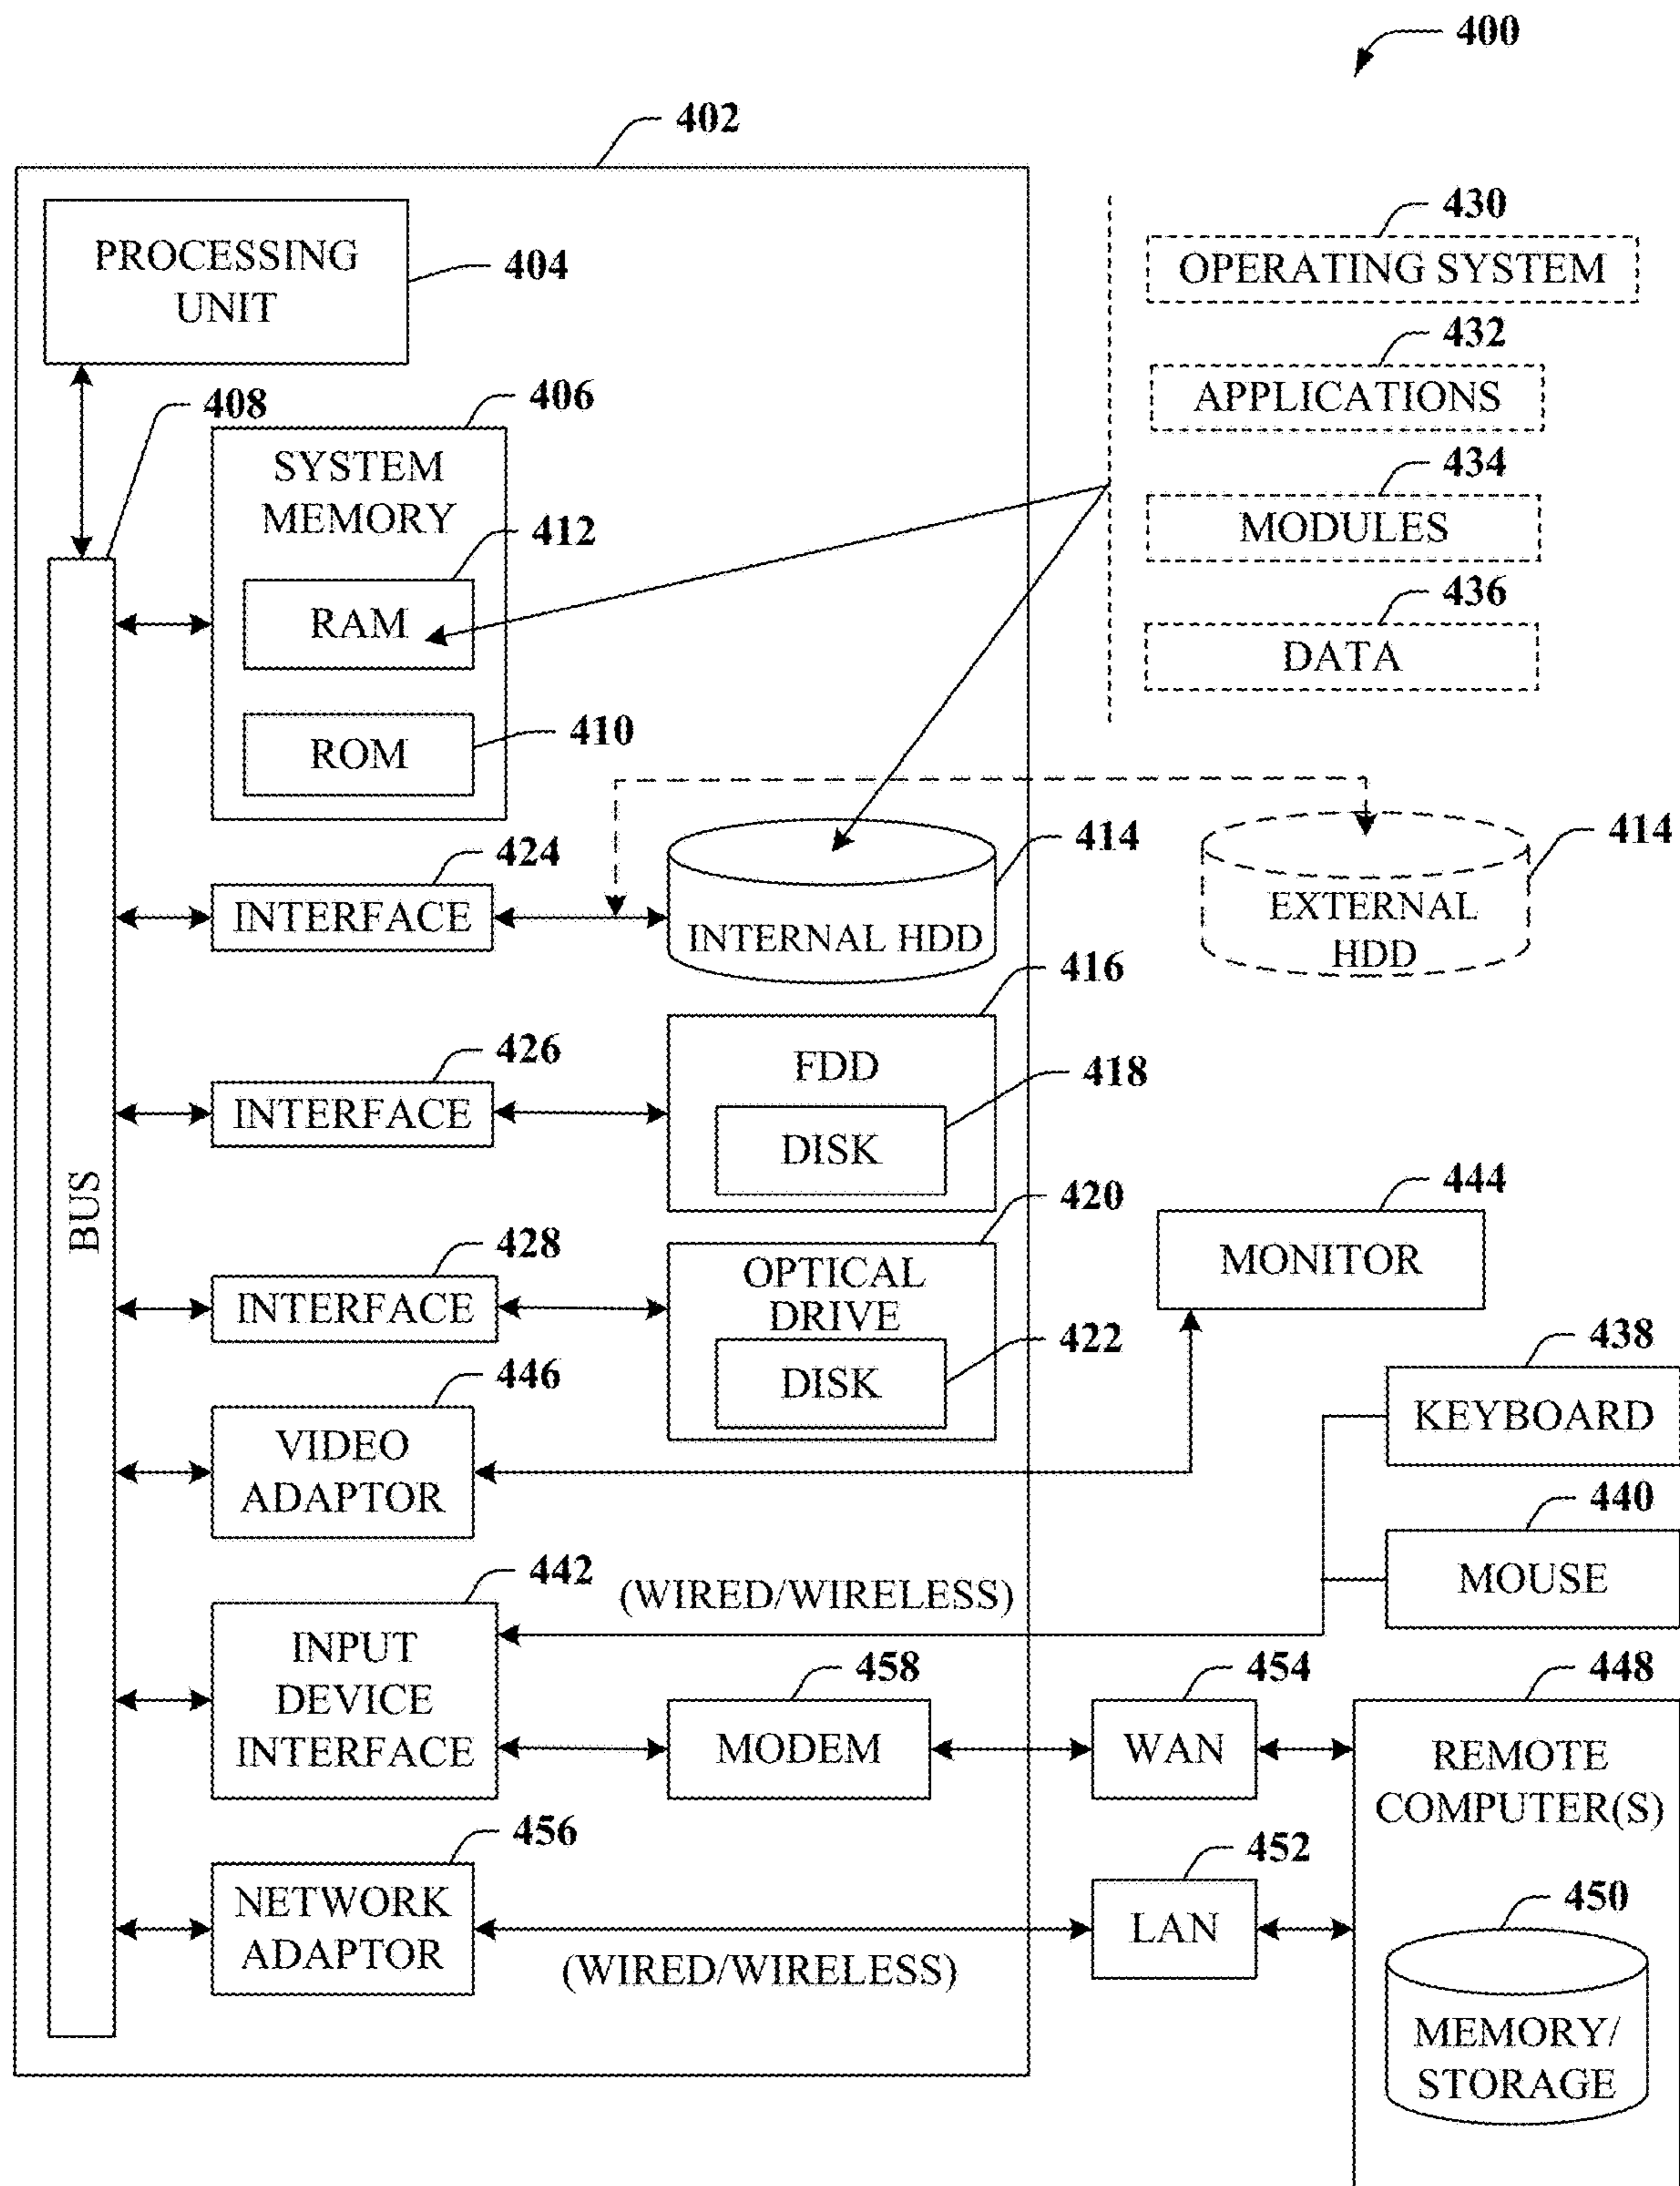 400
402
PROCESSING
UNIT
404
430
OPERATING SYSTEM
432
APPLICATIONS
434
MODULES
436
DATA
408
406
SYSTEM
MEMORY
412
RAM
410
ROM
424
INTERFACE
414
INTERNAL HDD
414
EXTERNAL
HDD
416
FDD
418
DISK
426
INTERFACE
BUS
420
OPTICAL
DRIVE
422
DISK
428
INTERFACE
444
MONITOR
446
VIDEO
ADAPTOR
438
KEYBOARD
440
MOUSE
442
INPUT
DEVICE
INTERFACE
(WIRED/WIRELESS)
458
MODEM
454
WAN
448
REMOTE
COMPUTER(S)
456
NETWORK
ADAPTOR
(WIRED/WIRELESS)
452
LAN
450
MEMORY/
STORAGE